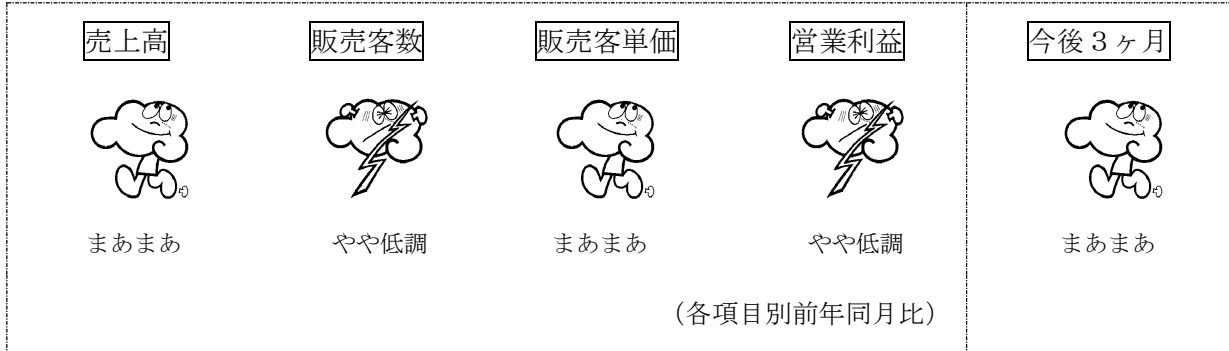 売上高 販売客数 販売客単価 営業利益 今後３ヶ月
まあまあ やや低調 まあまあ やや低調 まあまあ
（各項目別前年同月比）